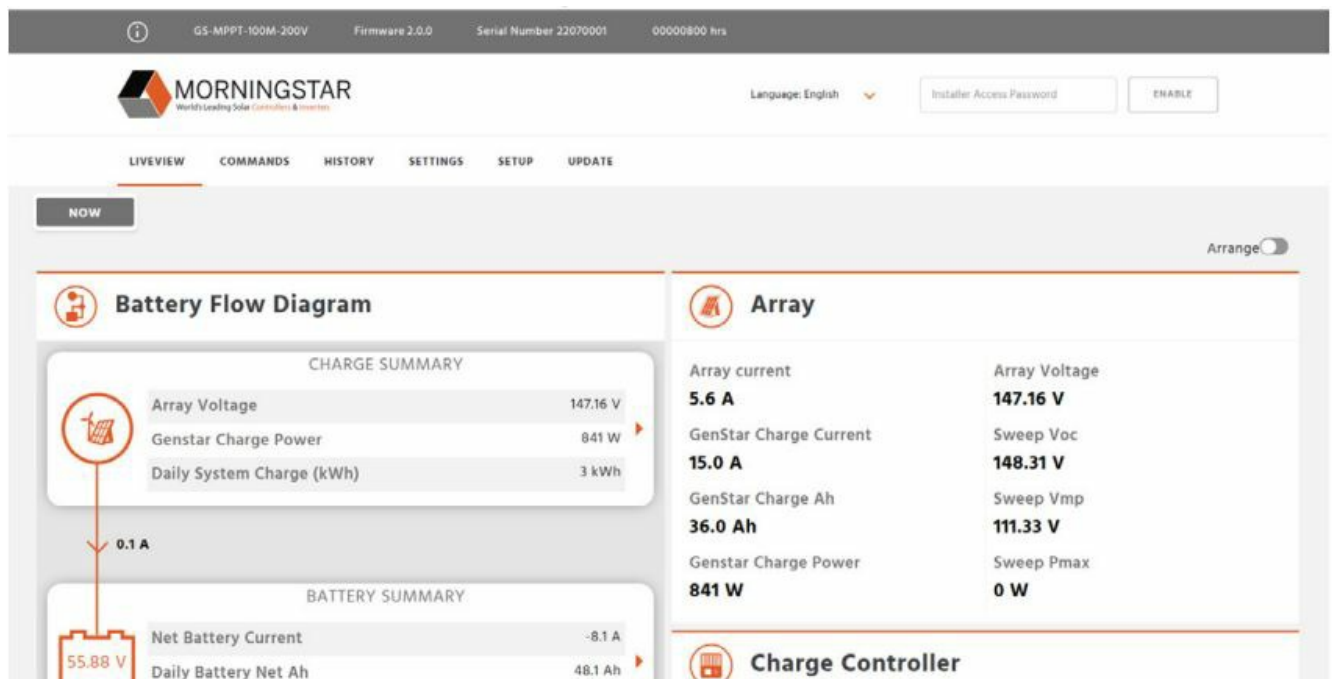 GS-MPPT-100M-200V Firmware 2.0.0 Serial Number 22070001 00000800 hrs
MORNINGSTAR
World's Leading Solar Controllers & Inverters
Language: English
Installer Access Password
ENABLE
LIVEVIEW COMMANDS HISTORY SETTINGS SETUP UPDATE
NOW
Arrange
Battery Flow Diagram
CHARGE SUMMARY
Array Voltage 147.16 V
Genstar Charge Power 841 W
Daily System Charge (kWh) 3 kWh
0.1 A
BATTERY SUMMARY
55.88 V
Net Battery Current -8.1 A
Daily Battery Net Ah 48.1 Ah
Array
Array current Array Voltage
5.6 A 147.16 V
GenStar Charge Current Sweep Voc
15.0 A 148.31 V
GenStar Charge Ah Sweep Vmp
36.0 Ah 111.33 V
Genstar Charge Power Sweep Pmax
841 W 0 W
Charge Controller